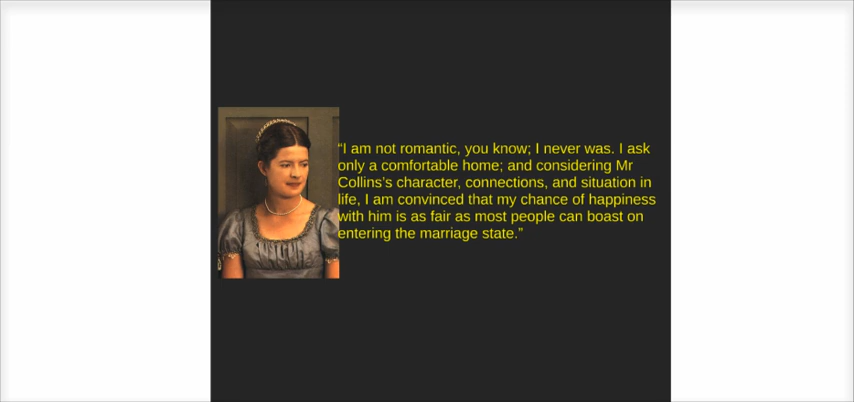 “I am not romantic, you know; I never was. I ask
only a comfortable home; and considering Mr
Collins’s character, connections, and situation in
life, I am convinced that my chance of happiness
with him is as fair as most people can boast on
entering the marriage state.”